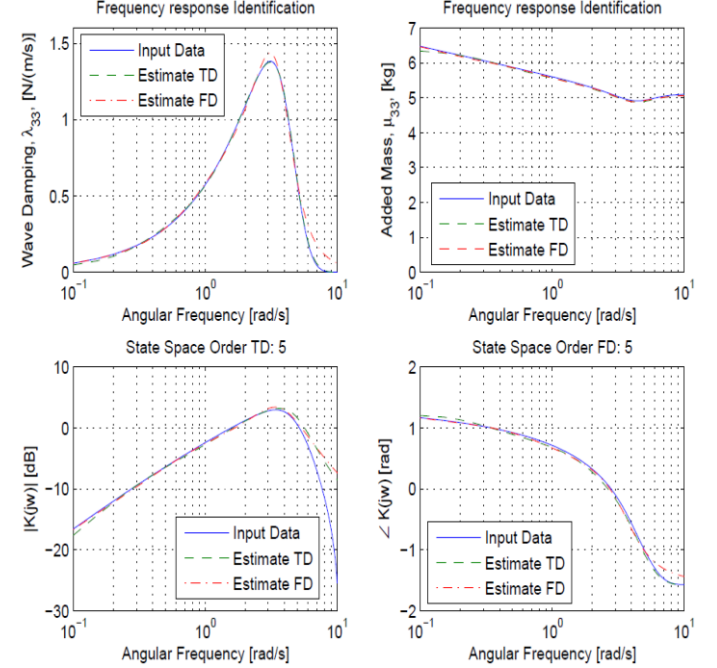 Frequency response Identification
Wave Damping, λ33, [N/(m/s)]
1.5
1
0.5
0
Input Data
Estimate TD
Estimate FD
10^-1 10^0 10^1
Angular Frequency [rad/s]
Frequency response Identification
Added Mass, μ33, [kg]
7
6
5
4
3
2
1
0
Input Data
Estimate TD
Estimate FD
10^-1 10^0 10^1
Angular Frequency [rad/s]
State Space Order TD: 5
|K(jw)| [dB]
10
0
-10
-20
-30
Input Data
Estimate TD
Estimate FD
10^-1 10^0 10^1
Angular Frequency [rad/s]
State Space Order FD: 5
∠ K(jw) [rad]
2
1
0
-1
-2
Input Data
Estimate TD
Estimate FD
10^-1 10^0 10^1
Angular Frequency [rad/s]